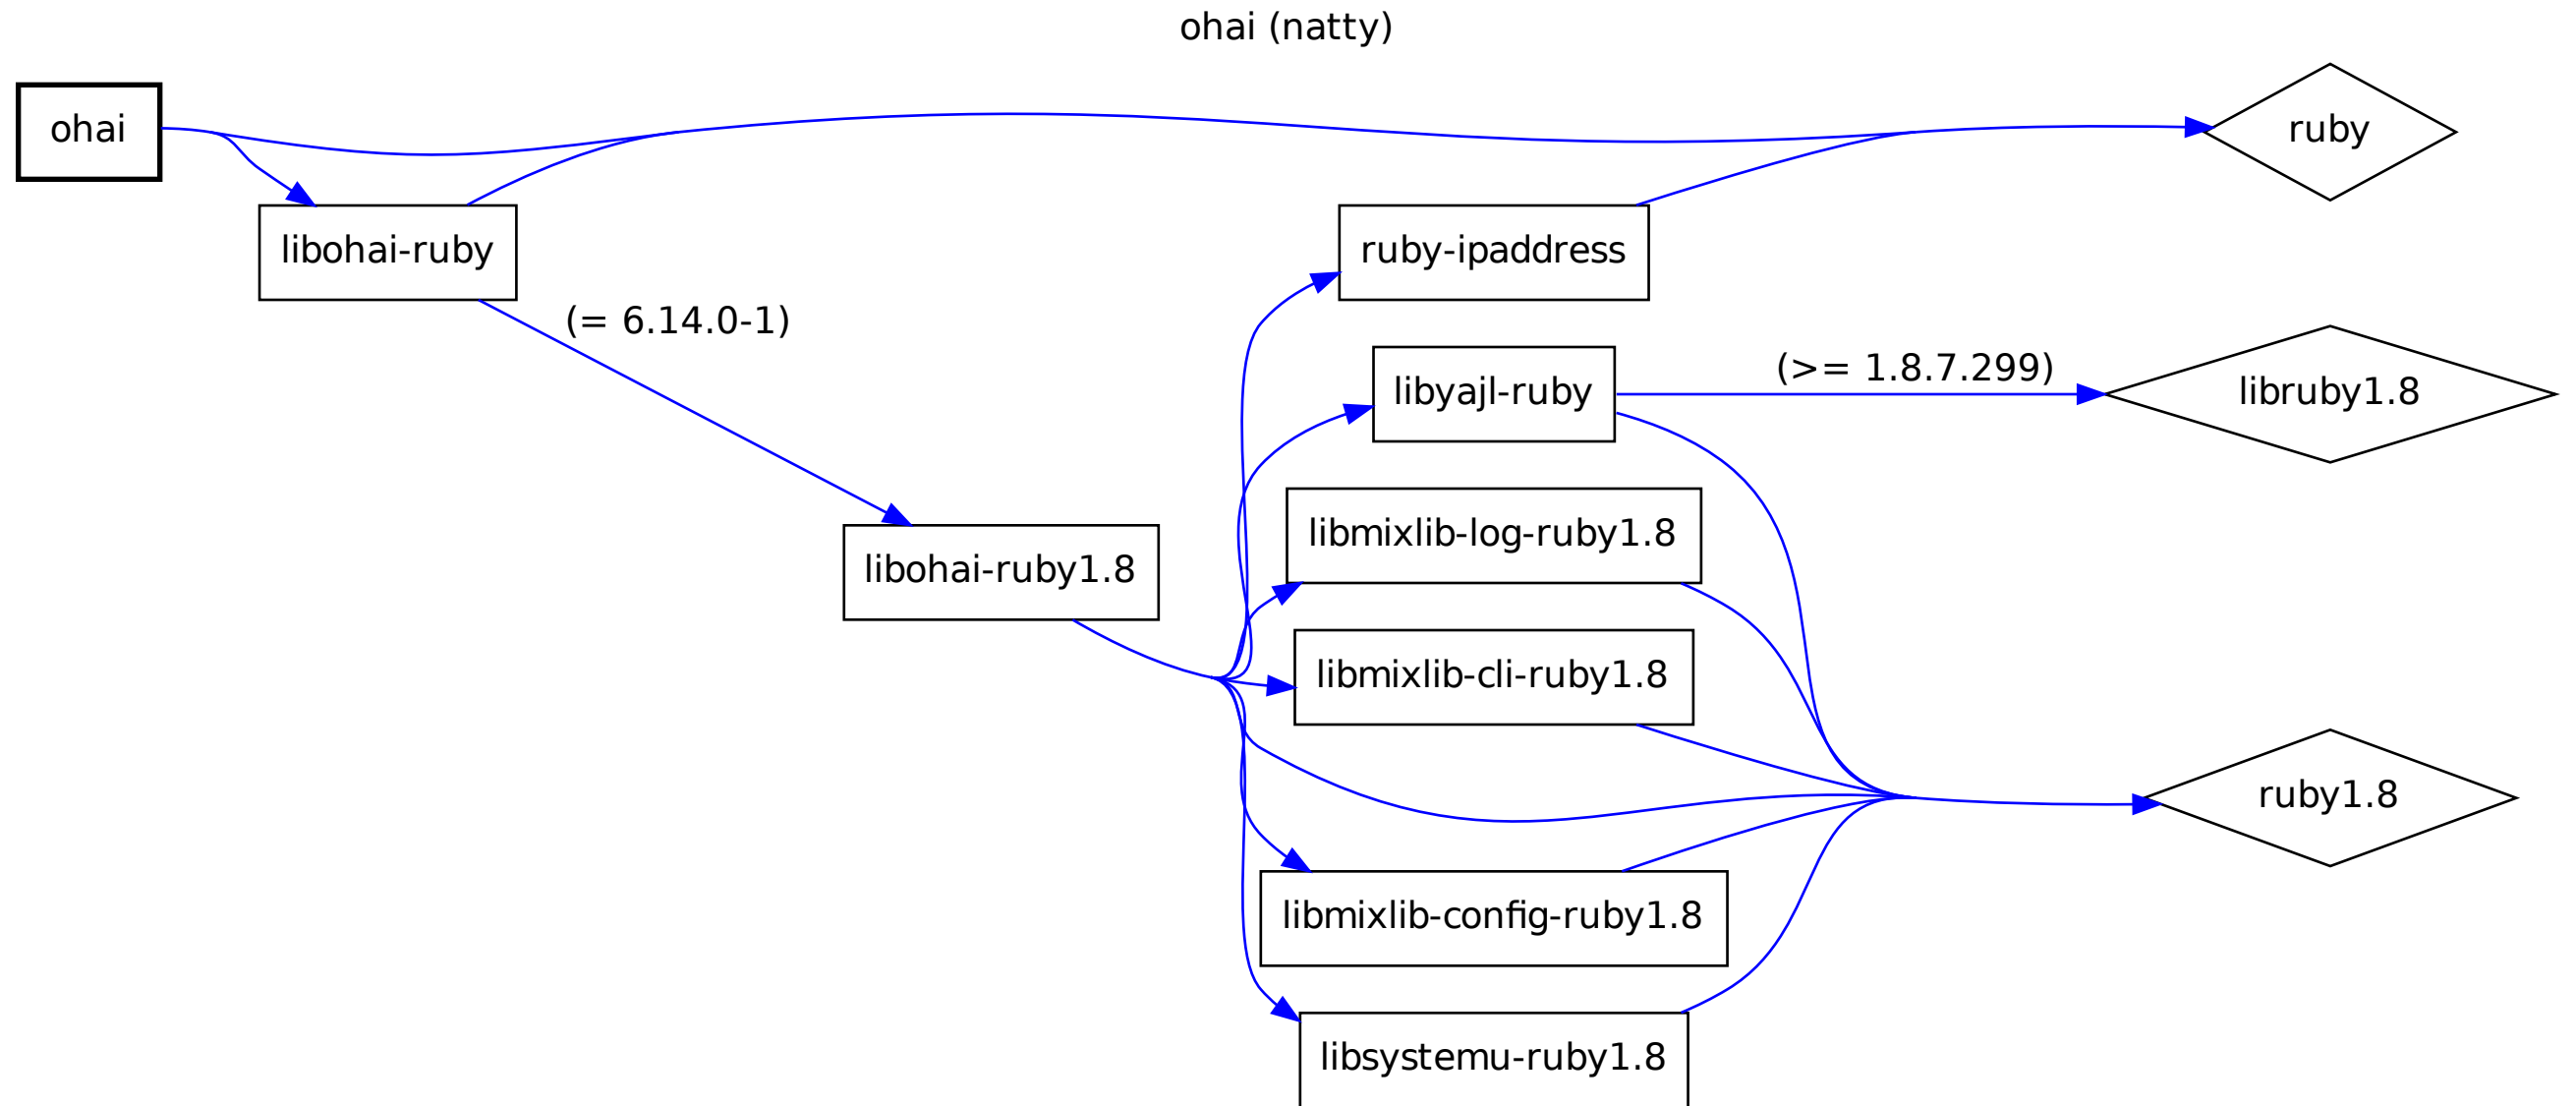 ohai (natty)
ohai
ruby
libohai-ruby
ruby-ipaddress
(= 6.14.0-1)
libyajl-ruby
(>= 1.8.7.299)
libruby1.8
libmixlib-log-ruby1.8
libohai-ruby1.8
libmixlib-cli-ruby1.8
ruby1.8
libmixlib-config-ruby1.8
libsystemu-ruby1.8